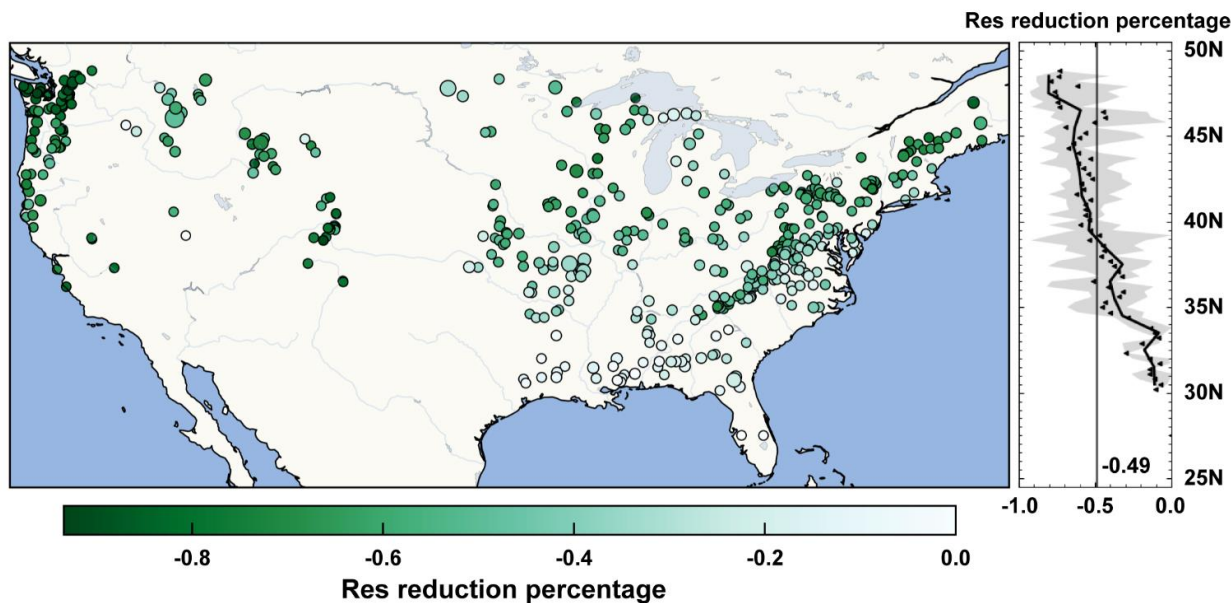 Res reduction percentage
50N
45N
40N
35N
30N
25N
-0.49
-1.0 -0.5 0.0
-0.8 -0.6 -0.4 -0.2 0.0
Res reduction percentage